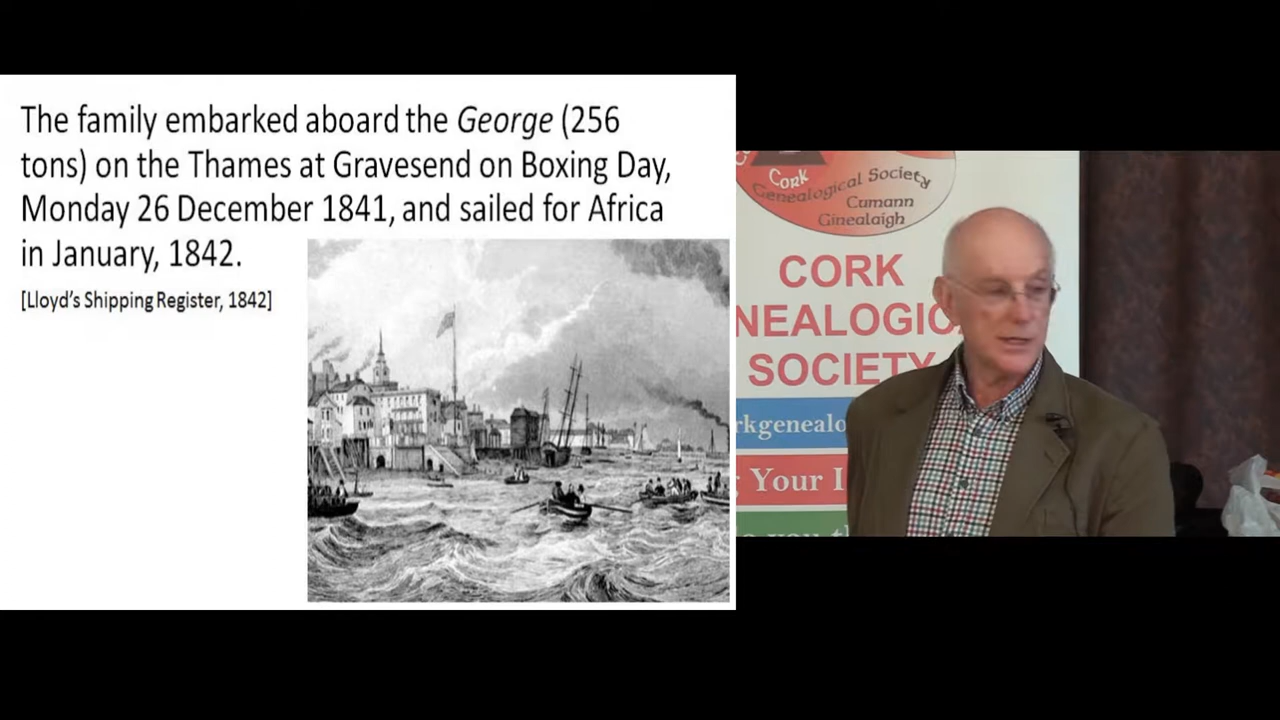 The family embarked aboard the George (256
tons) on the Thames at Gravesend on Boxing Day,
Monday 26 December 1841, and sailed for Africa
in January, 1842.
[Lloyd's Shipping Register, 1842]
Cork
Genealogical Society
Cumann
Ginealaigh
CORK
NEALOGIC
SOCIETY
rkgenealo
Your